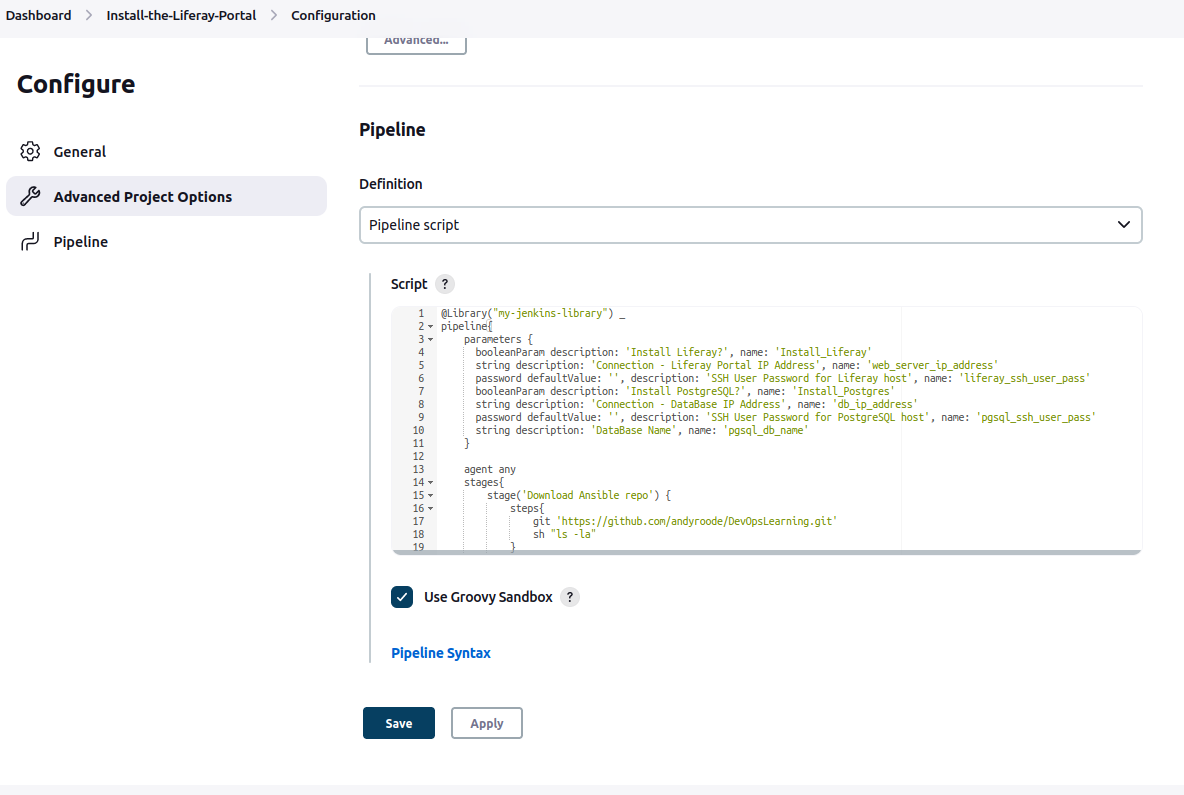 Dashboard > Install-the-Liferay-Portal > Configuration
Advanced...
Configure
General
Advanced Project Options
Pipeline
Pipeline
Definition
Pipeline script
Script ?
1 @Library("my-jenkins-library") _
2 pipeline{
3 parameters {
4 booleanParam description: 'Install Liferay?', name: 'Install_Liferay'
5 string description: 'Connection - Liferay Portal IP Address', name: 'web_server_ip_address'
6 password defaultValue: '', description: 'SSH User Password for Liferay host', name: 'liferay_ssh_user_pass'
7 booleanParam description: 'Install PostgreSQL?', name: 'Install_Postgres'
8 string description: 'Connection - DataBase IP Address', name: 'db_ip_address'
9 password defaultValue: '', description: 'SSH User Password for PostgreSQL host', name: 'pgsql_ssh_user_pass'
10 string description: 'DataBase Name', name: 'pgsql_db_name'
11 }
12
13 agent any
14 stages{
15 stage('Download Ansible repo') {
16 steps{
17 git 'https://github.com/andyroode/DevOpsLearning.git'
18 sh "ls -la"
19 }
Use Groovy Sandbox ?
Pipeline Syntax
Save
Apply